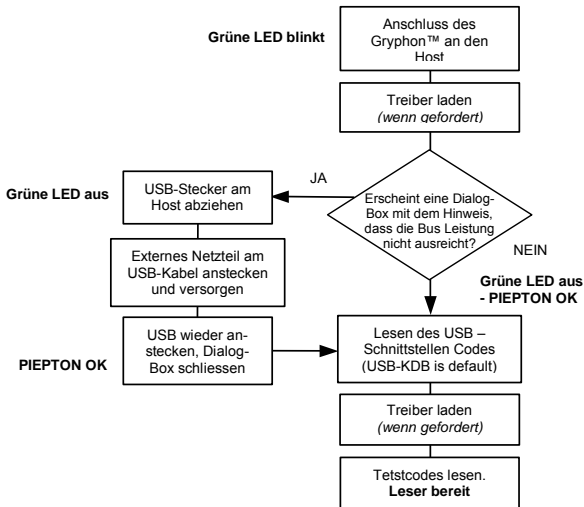 Grüne LED blinkt
Anschluss des
Gryphon™ an den
Host
Treiber laden
(wenn gefordert)
JA
Erscheint eine Dialog-
Box mit dem Hinweis,
dass die Bus Leistung
nicht ausreicht?
NEIN
Grüne LED aus
USB-Stecker am
Host abziehen
Externes Netzteil am
USB-Kabel anstecken
und versorgen
PIEPTON OK
USB wieder an-
stecken, Dialog-
Box schliessen
Grüne LED aus
- PIEPTON OK
Lesen des USB –
Schnittstellen Codes
(USB-KDB is default)
Treiber laden
(wenn gefordert)
Tetstcodes lesen.
Leser bereit